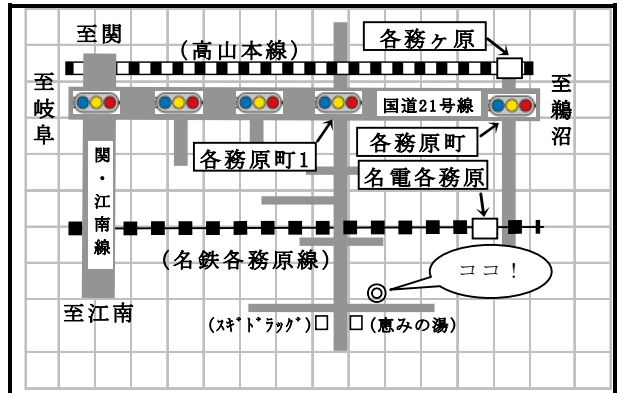 至関
(高山本線)
各務ヶ原
至岐阜
至鵜沼
国道21号線
各務原町1
各務原町
名電各務原
関・江南線
(名鉄各務原線)
ココ！
至江南
(ｽｷﾞﾄﾞﾗｯｸﾞ)
(恵みの湯)